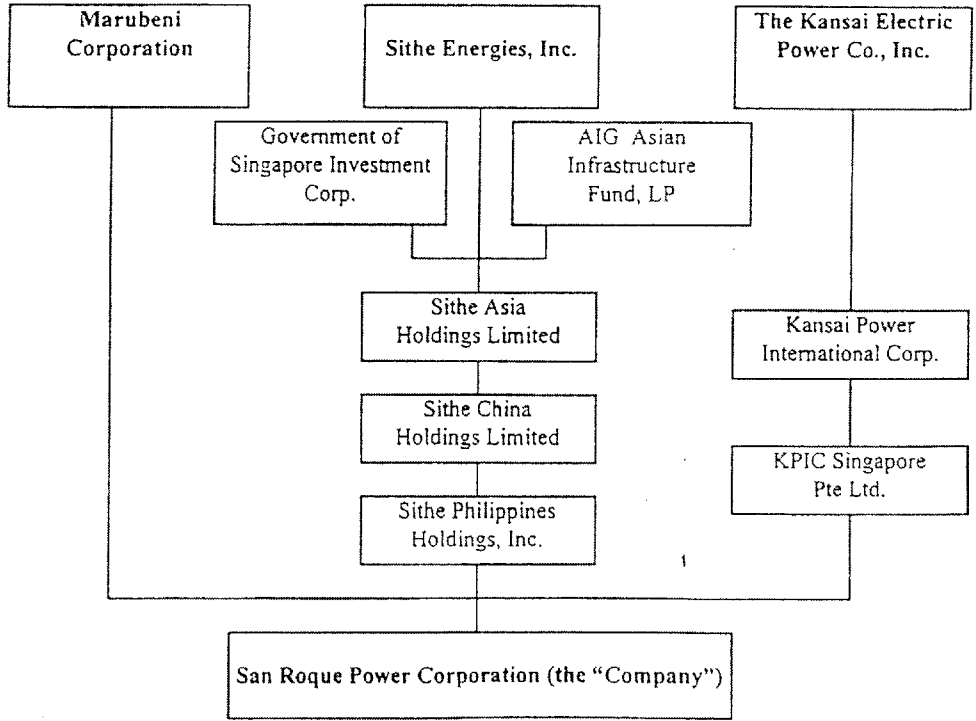 Marubeni
Corporation
Sithe Energies, Inc.
The Kansai Electric
Power Co., Inc.
Government of
Singapore Investment
Corp.
AIG Asian
Infrastructure
Fund, LP
Sithe Asia
Holdings Limited
Kansai Power
International Corp.
Sithe China
Holdings Limited
KPIC Singapore
Pte Ltd.
Sithe Philippines
Holdings, Inc.
San Roque Power Corporation (the “Company”)